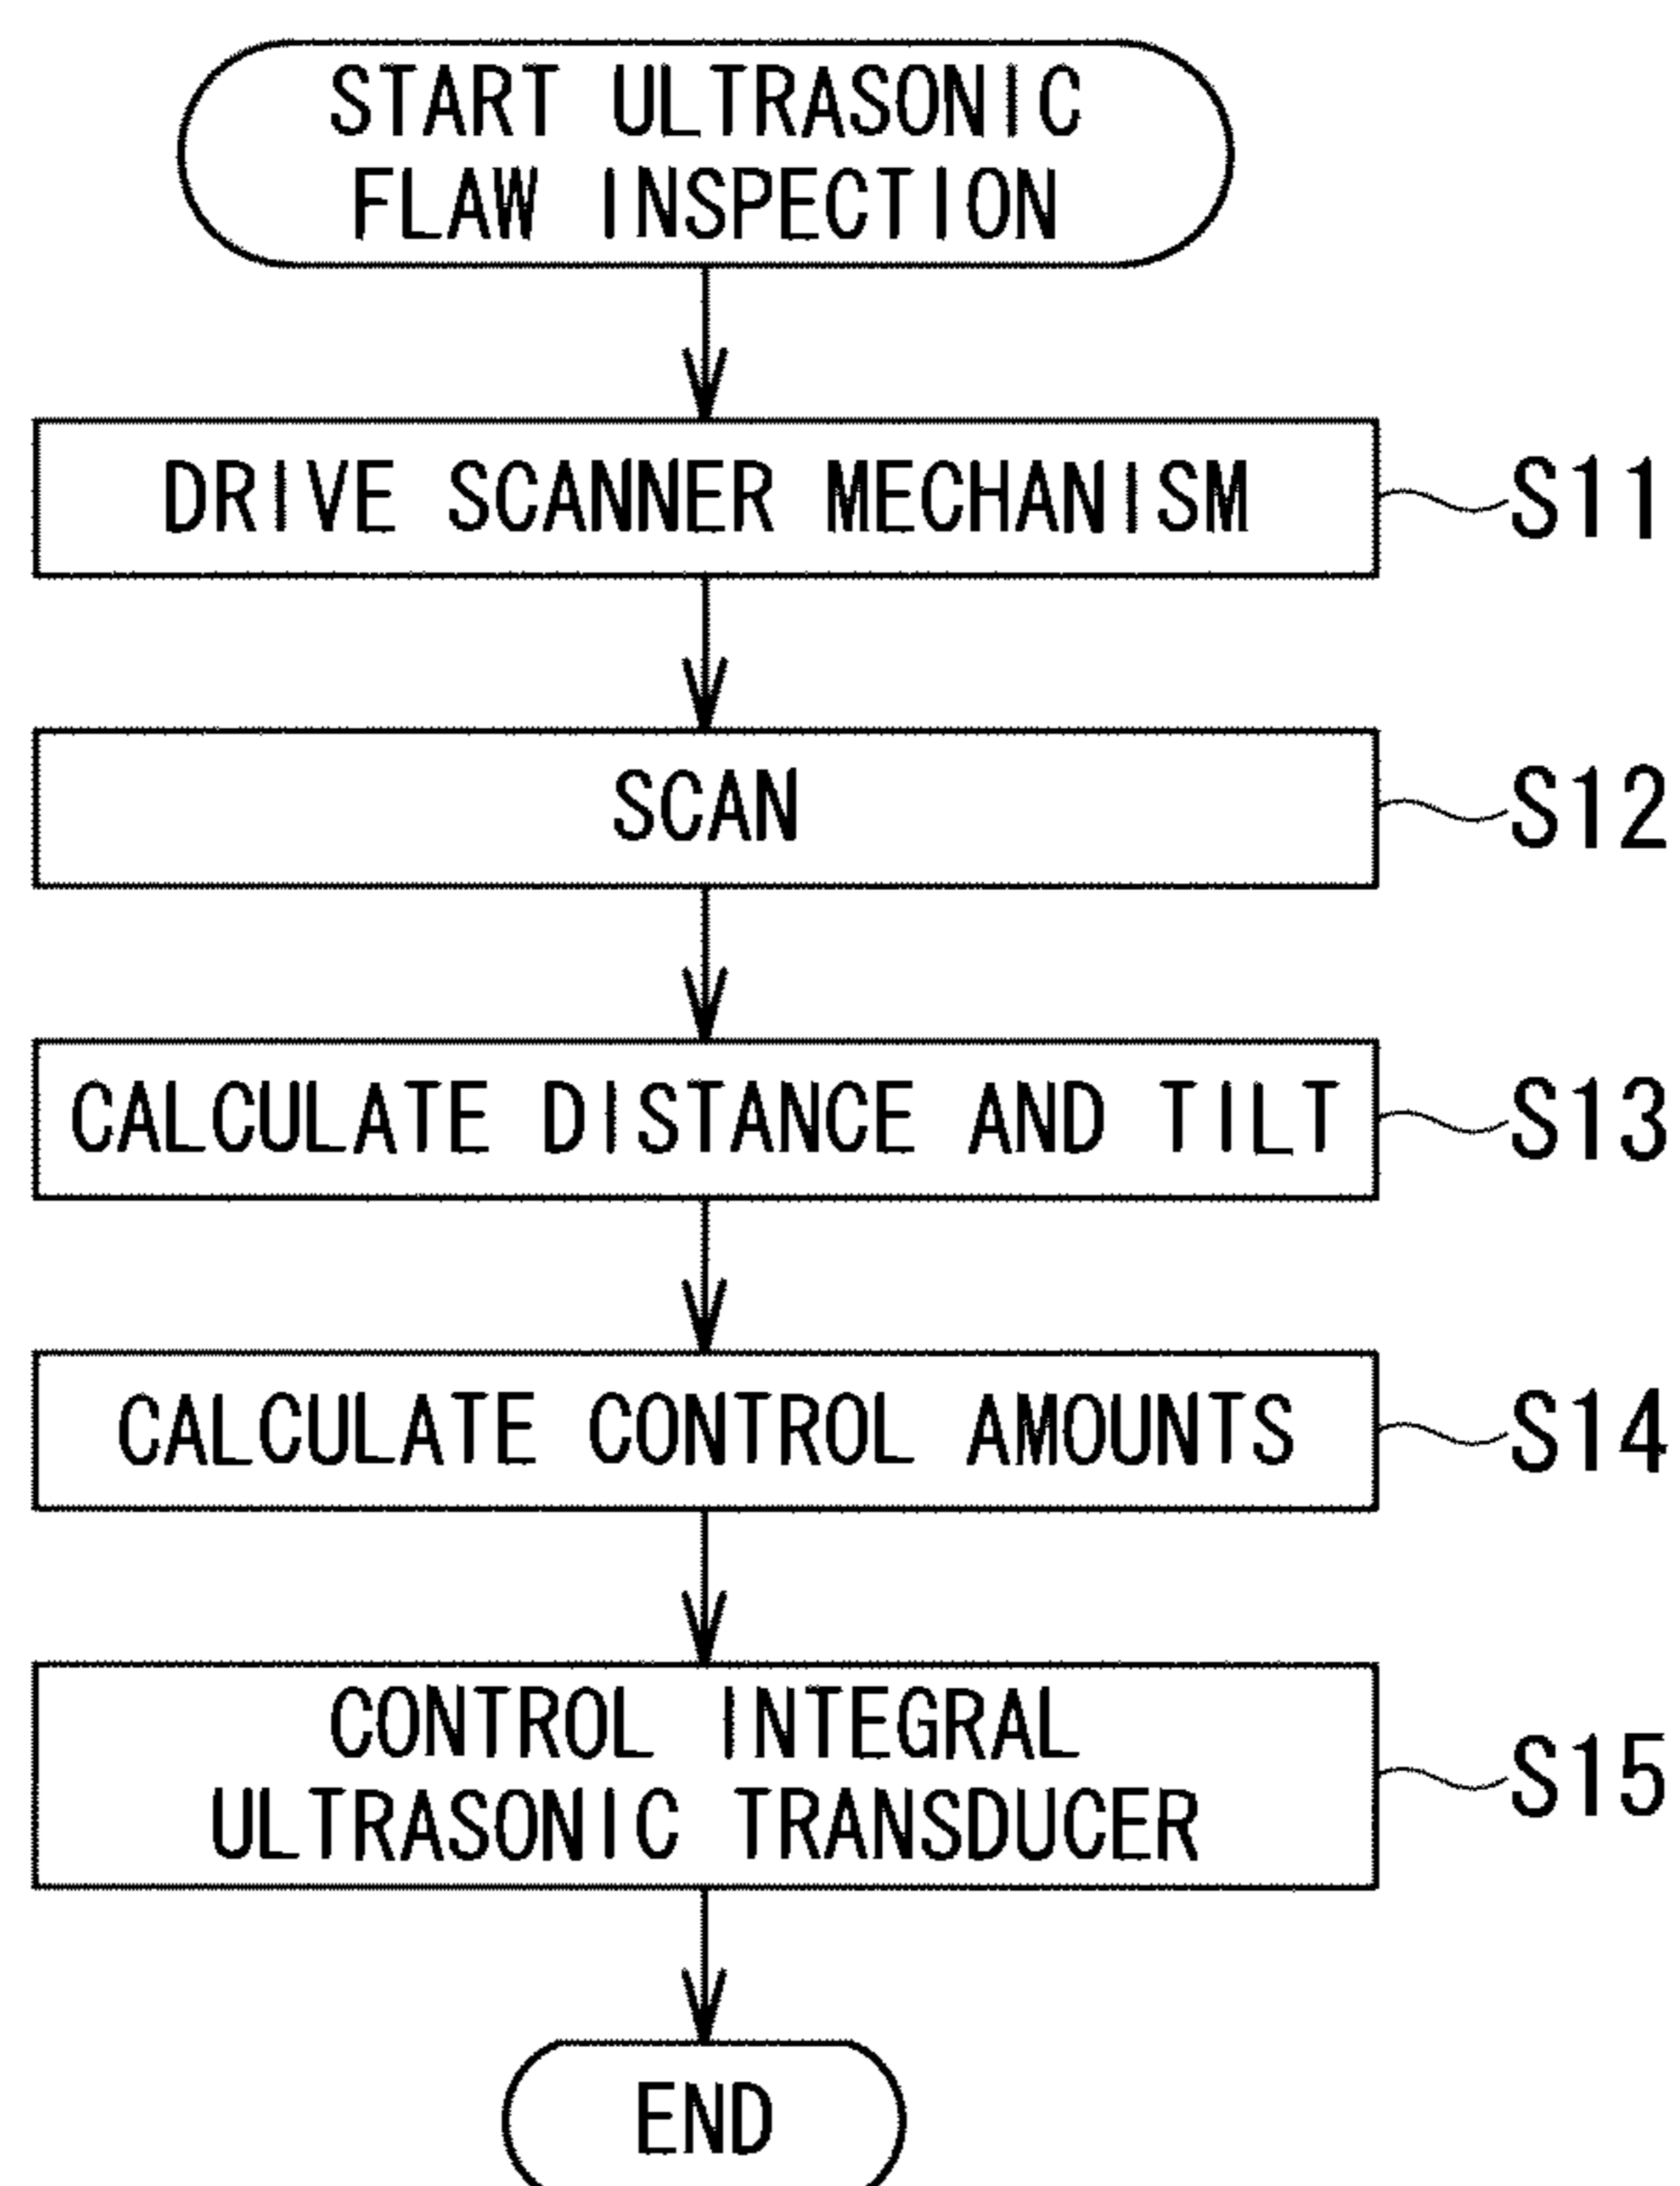 START ULTRASONIC
FLAW INSPECTION
DRIVE SCANNER MECHANISM
S11
SCAN
S12
CALCULATE DISTANCE AND TILT
S13
CALCULATE CONTROL AMOUNTS
S14
CONTROL INTEGRAL
ULTRASONIC TRANSDUCER
S15
END